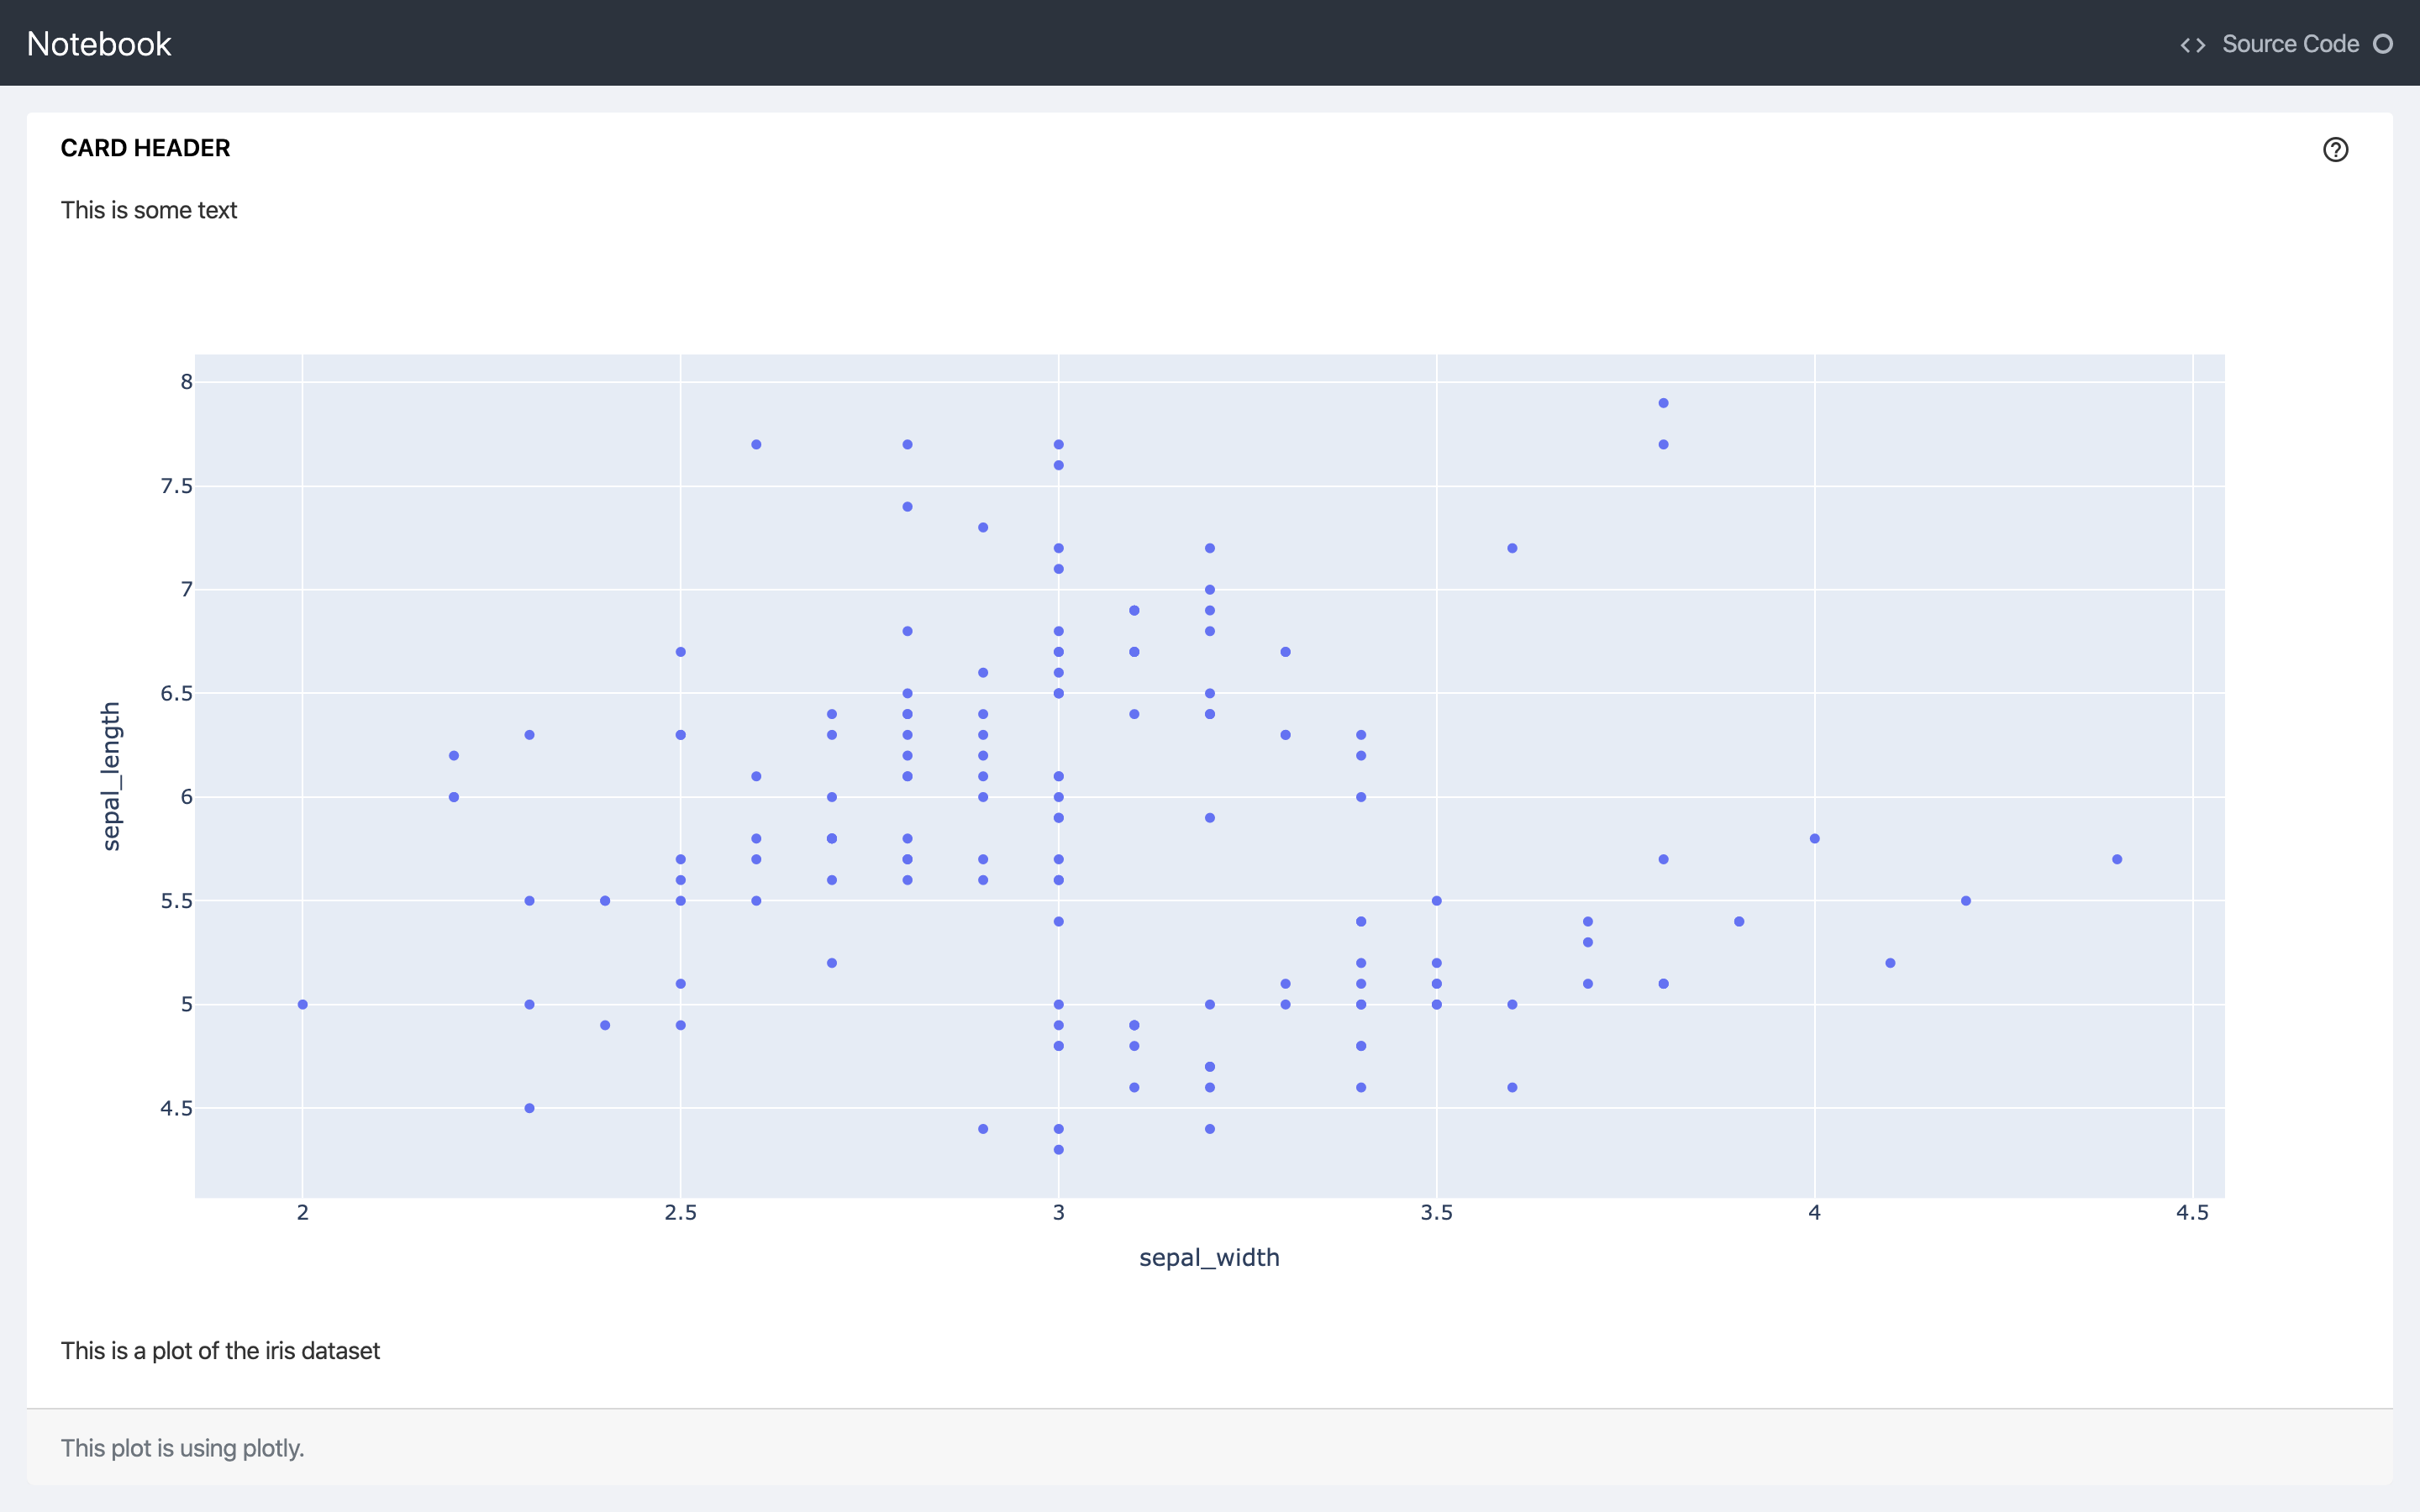 Notebook
<> Source Code
CARD HEADER
?
This is some text
8
7.5
7
6.5
6
5.5
5
4.5
sepal_length
2 2.5 3 3.5 4 4.5
sepal_width
This is a plot of the iris dataset
This plot is using plotly.